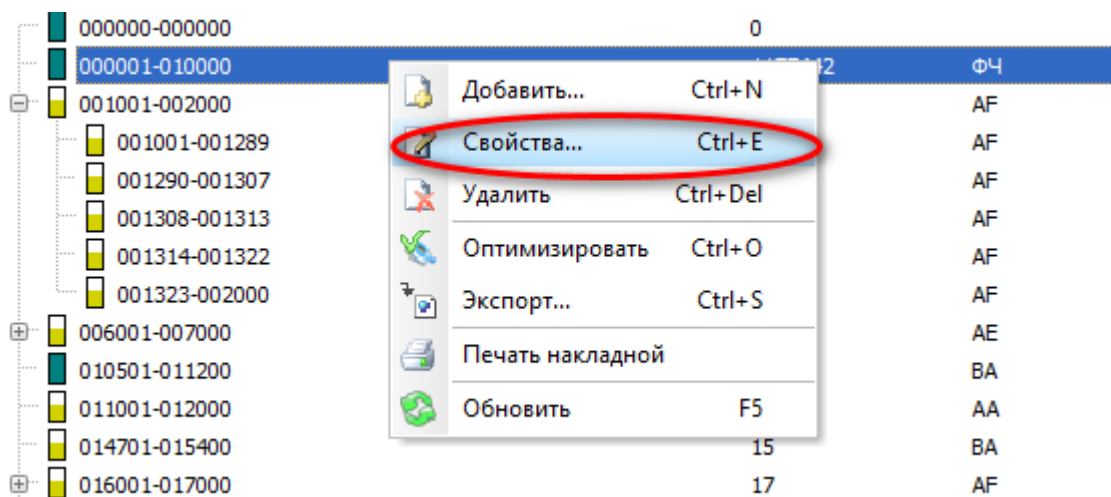 000000-000000 0
000001-010000 ФЧ
Добавить... Ctrl+N
001001-002000 AF
001001-001289 Свойства... Ctrl+E AF
001290-001307 AF
Удалить Ctrl+Del
001308-001313 AF
001314-001322 Оптимизировать Ctrl+O AF
001323-002000 Экспорт... Ctrl+S AF
006001-007000 AE
Печать накладной
010501-011200 BA
011001-012000 Обновить F5 AA
014701-015400 15 BA
016001-017000 17 AF